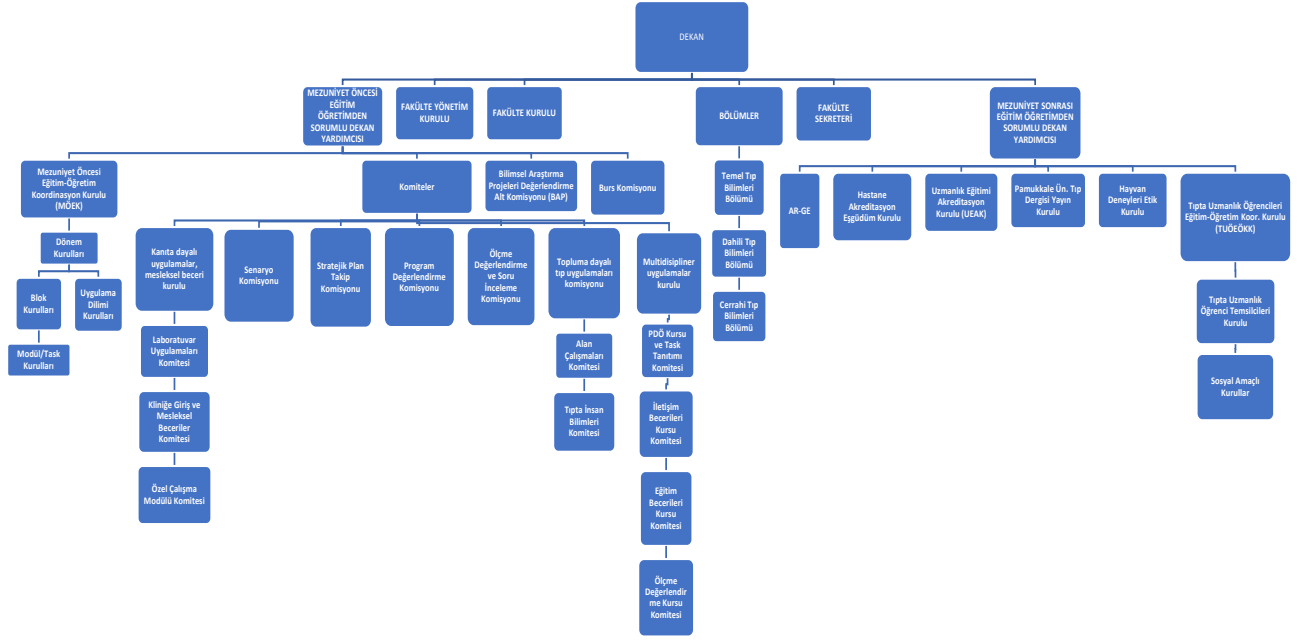 DEKAN
MEZUNİYET ÖNCESİ
EĞİTİM
ÖĞRETİMDEN
SORUMLU DEKAN
YARDIMCISI
FAKÜLTE YÖNETİM
KURULU
FAKÜLTE KURULU
BÖLÜMLER
FAKÜLTE
SEKRETERİ
MEZUNİYET SONRASI
EĞİTİM ÖĞRETİMDEN
SORUMLU DEKAN
YARDIMCISI
Mezuniyet Öncesi
Eğitim-Öğretim
Koordinasyon Kurulu
(MÖEK)
Komiteler
Bilimsel Araştırma
Projeleri Değerlendirme
Alt Komisyonu (BAP)
Burs Komisyonu
Temel Tıp
Bilimleri
Bölümü
AR-GE
Hastane
Akreditasyon
Eşgüdüm Kurulu
Uzmanlık Eğitimi
Akreditasyon
Kurulu (UEAK)
Pamukkale Ün. Tıp
Dergisi Yayın
Kurulu
Hayvan
Deneyleri Etik
Kurulu
Tıpta Uzmanlık Öğrencileri
Eğitim-Öğretim Koor. Kurulu
(TUÖEÖKK)
Dönem
Kurulları
Kanıta dayalı
uygulamalar,
mesleksel beceri
kurulu
Senaryo
Komisyonu
Stratejik Plan
Takip
Komisyonu
Program
Değerlendirme
Komisyonu
Ölçme
Değerlendirme
ve Soru
İnceleme
Komisyonu
Topluma dayalı
tıp uygulamaları
komisyonu
Multidisipliner
uygulamalar
kurulu
Dahili Tıp
Bilimleri
Bölümü
Blok
Kurulları
Uygulama
Dilimi
Kurulları
Cerrahi Tıp
Bilimleri
Bölümü
Tıpta Uzmanlık
Öğrenci Temsilcileri
Kurulu
Modül/Task
Kurulları
Laboratuvar
Uygulamaları
Komitesi
Alan
Çalışmaları
Komitesi
PDÖ Kursu
ve Task
Tanıtımı
Komitesi
Sosyal Amaçlı
Kurullar
Kliniğe Giriş ve
Mesleksel
Beceriler
Komitesi
Tıpta İnsan
Bilimleri
Komitesi
İletişim
Becerileri
Kursu
Komitesi
Özel Çalışma
Modülü Komitesi
Eğitim
Becerileri
Kursu
Komitesi
Ölçme
Değerlendir
me Kursu
Komitesi